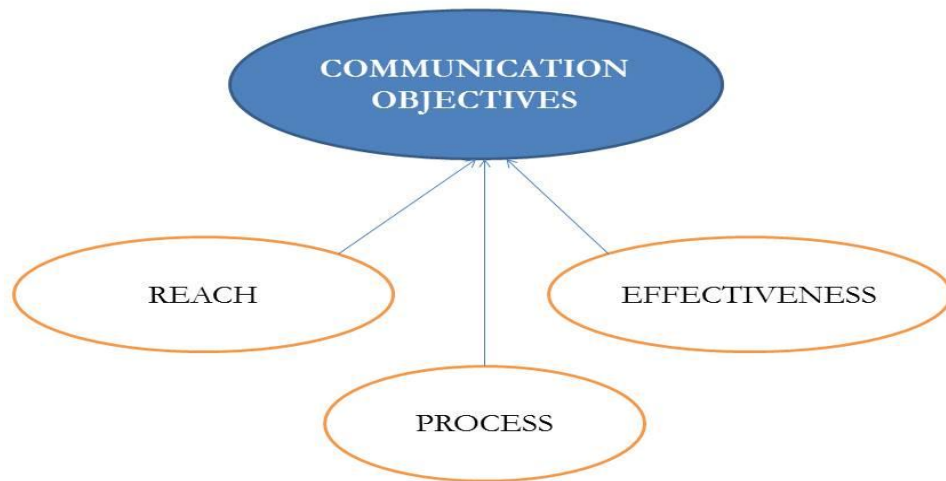 COMMUNICATION
OBJECTIVES
REACH
EFFECTIVENESS
PROCESS